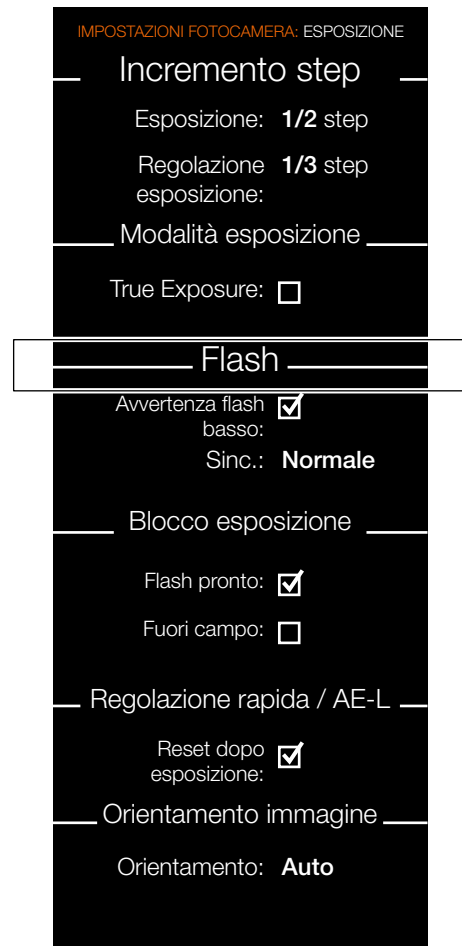 IMPOSTAZIONI FOTOCAMERA: ESPOSIZIONE
Incremento step
Esposizione: 1/2 step
Regolazione 1/3 step
esposizione:
Modalità esposizione
True Exposure:
Flash
Avvertenza flash
basso:
Sinc.: Normale
Blocco esposizione
Flash pronto:
Fuori campo:
Regolazione rapida / AE-L
Reset dopo
esposizione:
Orientamento immagine
Orientamento: Auto